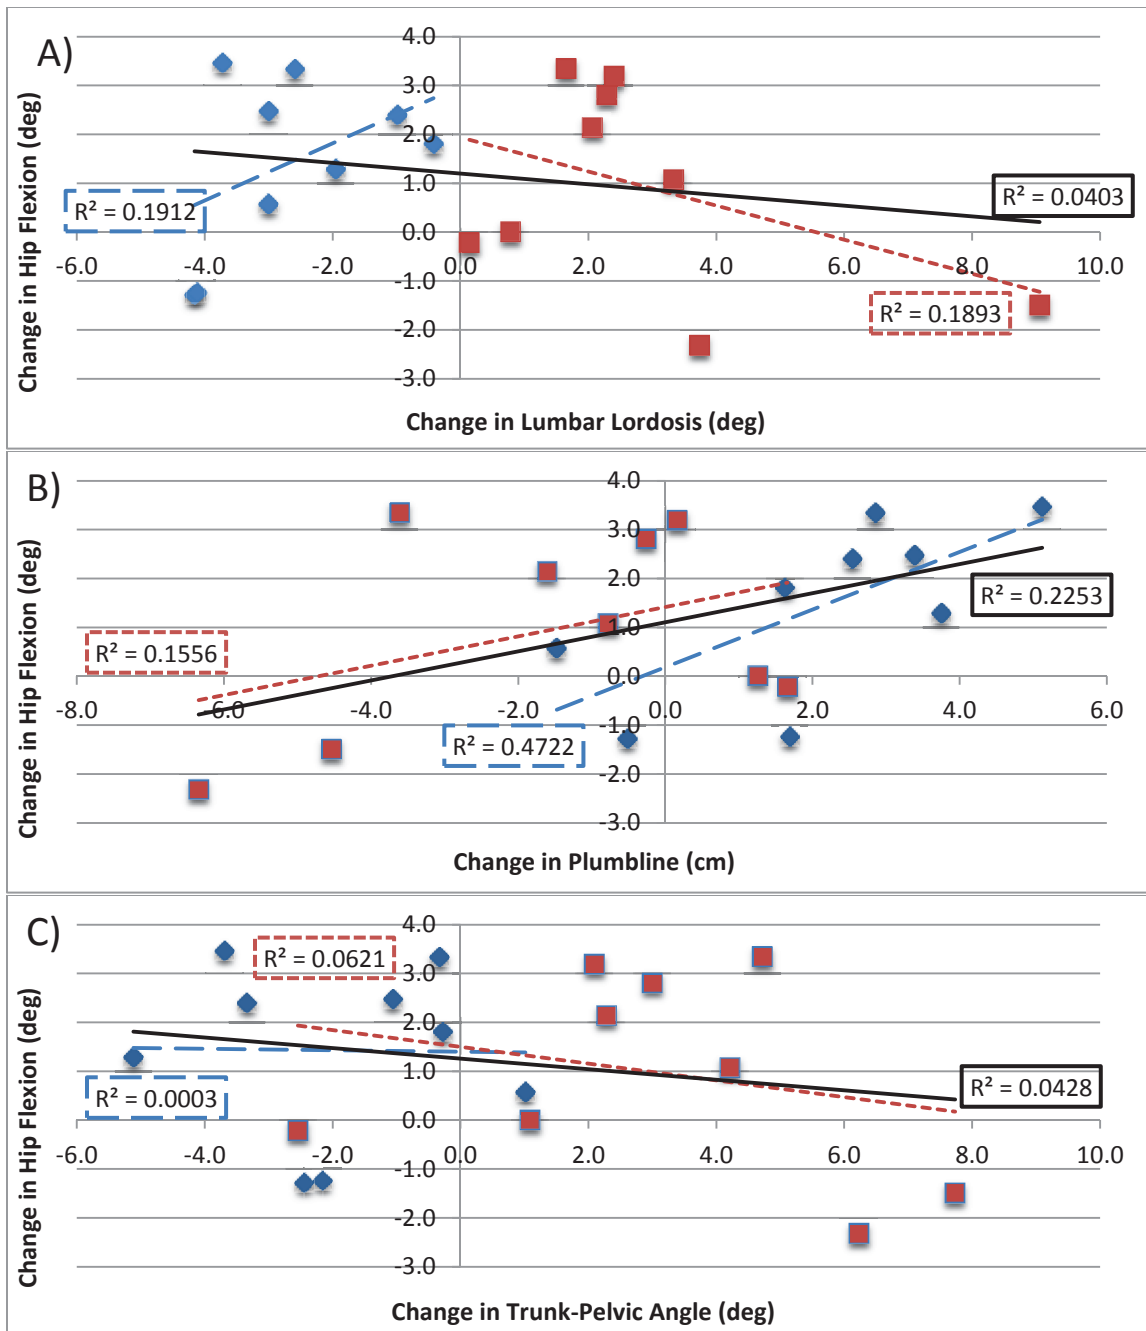 A)
4.0
3.0
2.0
1.0
0.0
-1.0
-2.0
-3.0
-6.0 -4.0 -2.0 0.0 2.0 4.0 6.0 8.0 10.0
R² = 0.1912
R² = 0.0403
R² = 0.1893
Change in Hip Flexion (deg)
Change in Lumbar Lordosis (deg)
B)
4.0
3.0
2.0
1.0
0.0
-1.0
-2.0
-3.0
-8.0 -6.0 -4.0 -2.0 0.0 2.0 4.0 6.0
R² = 0.1556
R² = 0.2253
R² = 0.4722
Change in Hip Flexion (deg)
Change in Plumbline (cm)
C)
4.0
3.0
2.0
1.0
0.0
-1.0
-2.0
-3.0
-6.0 -4.0 -2.0 0.0 2.0 4.0 6.0 8.0 10.0
R² = 0.0621
R² = 0.0003
R² = 0.0428
Change in Hip Flexion (deg)
Change in Trunk-Pelvic Angle (deg)